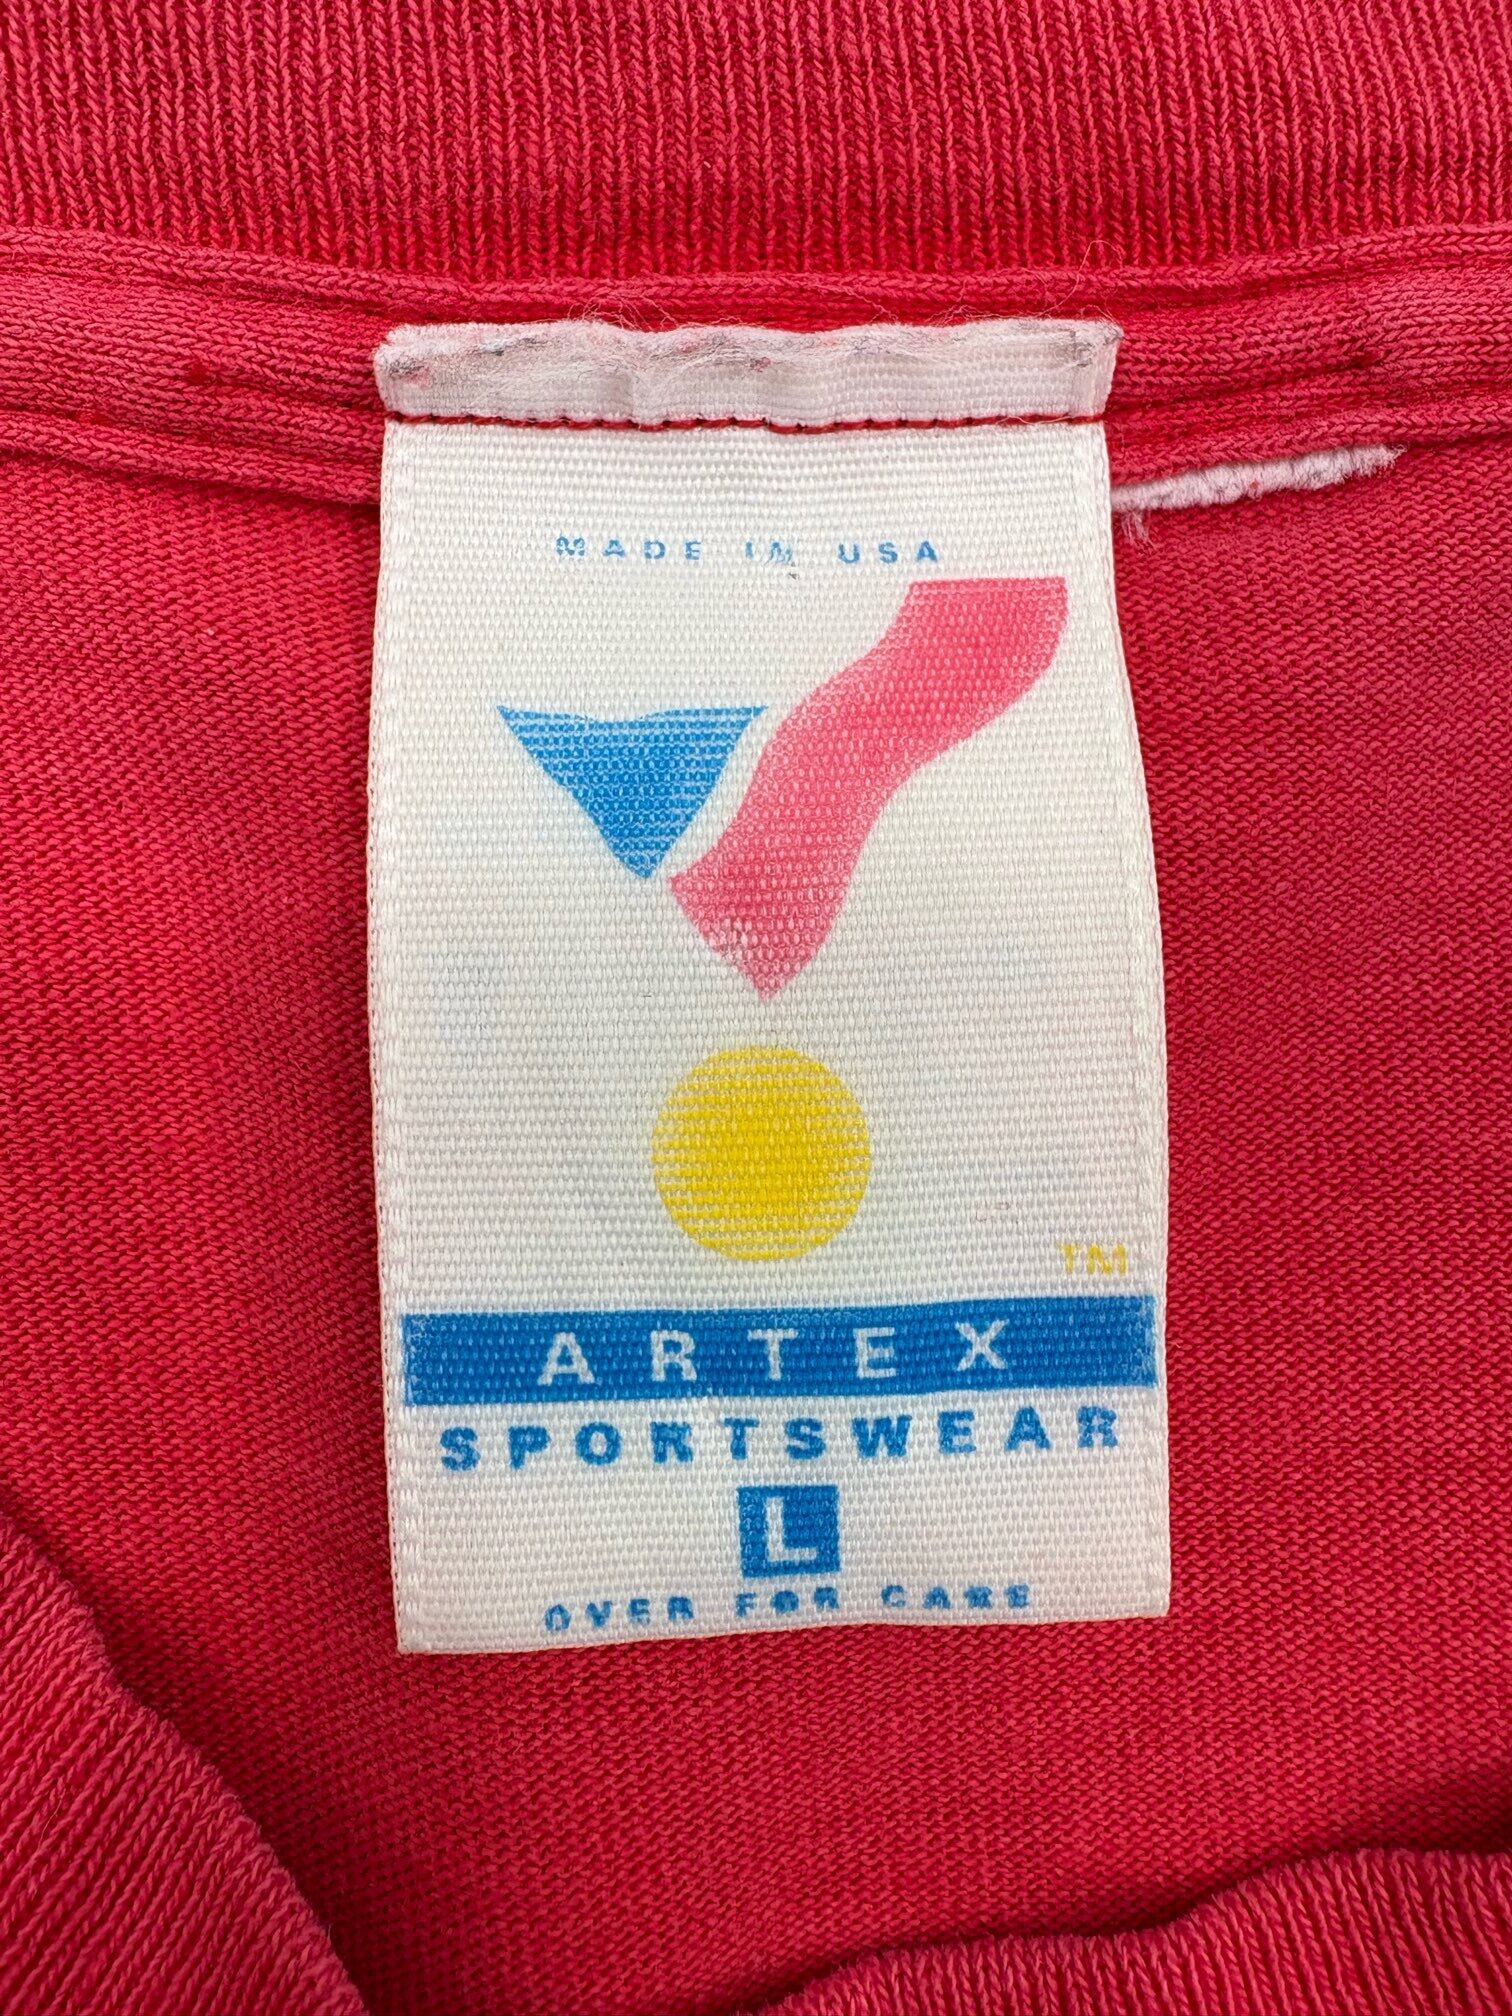 MADE IN USA
TM
ARTEX
SPORTSWEAR
L
OVER FOR CARE